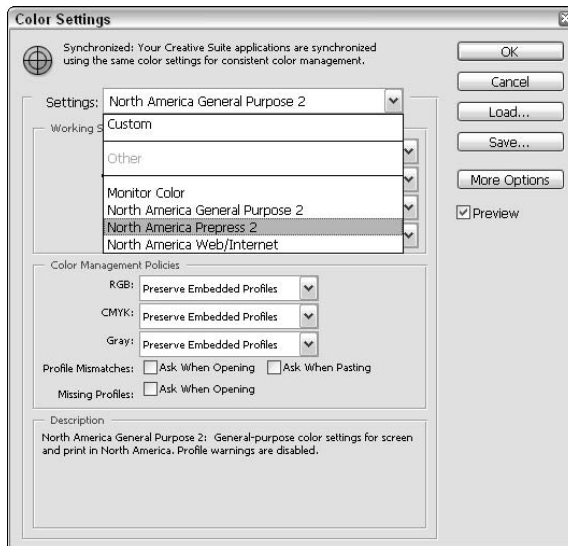 Color Settings
Synchronized: Your Creative Suite applications are synchronized
using the same color settings for consistent color management.
OK
Cancel
Load...
Save...
More Options
Preview
Settings: North America General Purpose 2
Custom
Working S
Other
Monitor Color
North America General Purpose 2
North America Prepress 2
North America Web/Internet
Color Management Policies
RGB: Preserve Embedded Profiles
CMYK: Preserve Embedded Profiles
Gray: Preserve Embedded Profiles
Profile Mismatches: Ask When Opening Ask When Pasting
Missing Profiles: Ask When Opening
Description
North America General Purpose 2: General-purpose color settings for screen
and print in North America. Profile warnings are disabled.